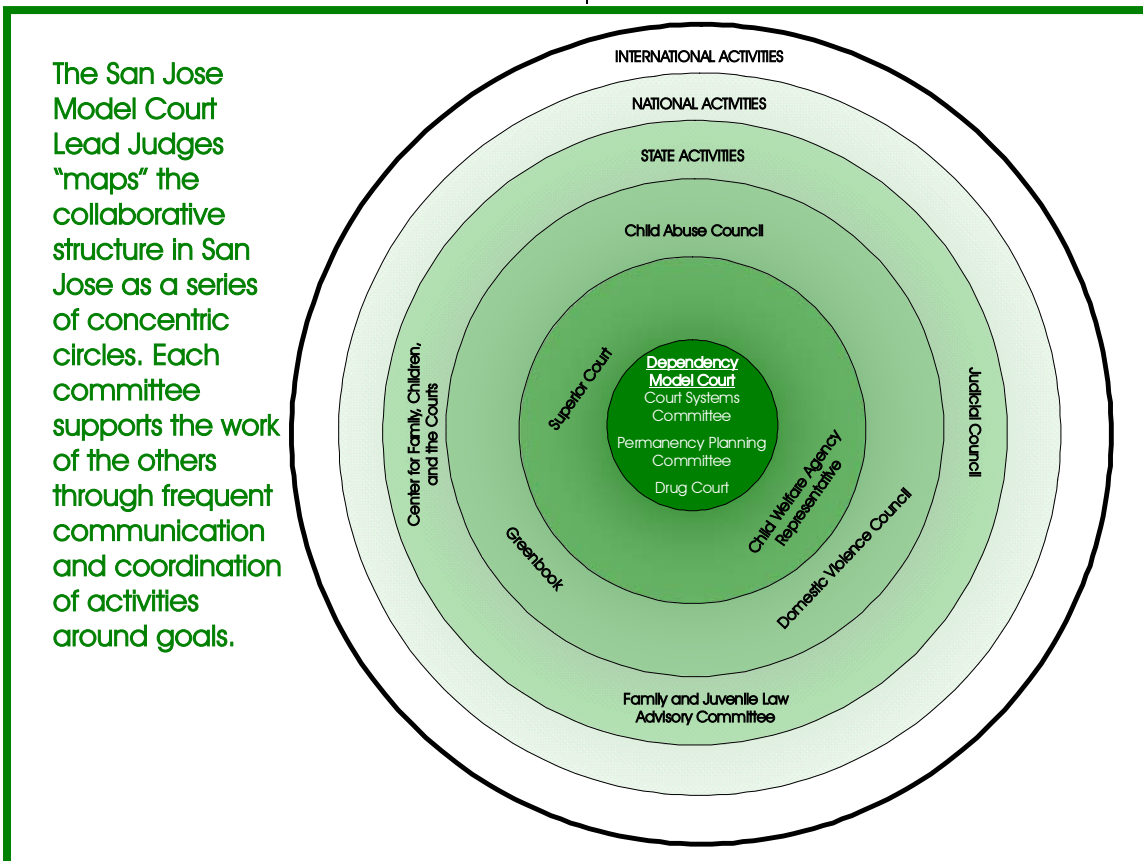 The San Jose
Model Court
Lead Judges
“maps” the
collaborative
structure in San
Jose as a series
of concentric
circles. Each
committee
supports the work
of the others
through frequent
communication
and coordination
of activities
around goals.
INTERNATIONAL ACTIVITIES
NATIONAL ACTIVITIES
STATE ACTIVITIES
Child Abuse Council
Superior Court
Dependency
Model Court
Court Systems
Committee
Permanency Planning
Committee
Drug Court
Child Welfare Agency
Representative
Center for Family, Children,
and the Courts
Judicial Council
Greenbook
Domestic Violence Council
Family and Juvenile Law
Advisory Committee